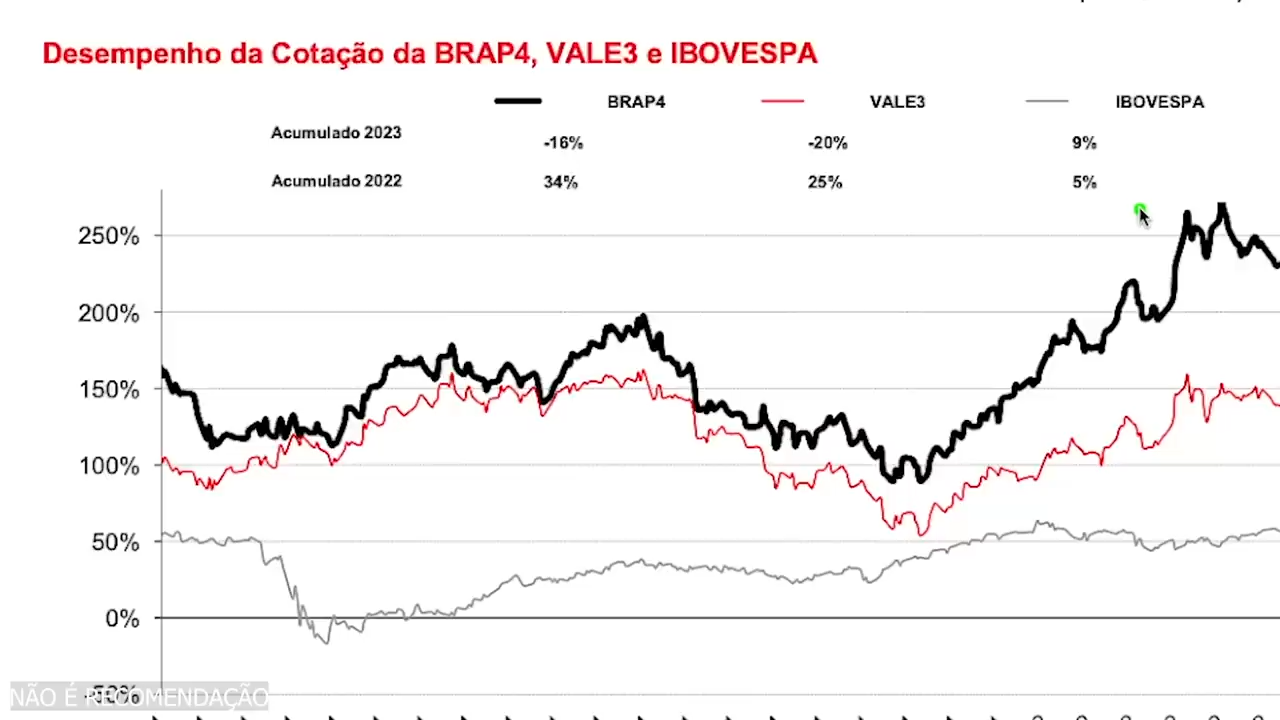 Desempenho da Cotação da BRAP4, VALE3 e IBOVESPA
BRAP4 VALE3 IBOVESPA
Acumulado 2023 -16% -20% 9%
Acumulado 2022 34% 25% 5%
250%
200%
150%
100%
50%
0%
-50%
NÃO É RECOMENDAÇÃO